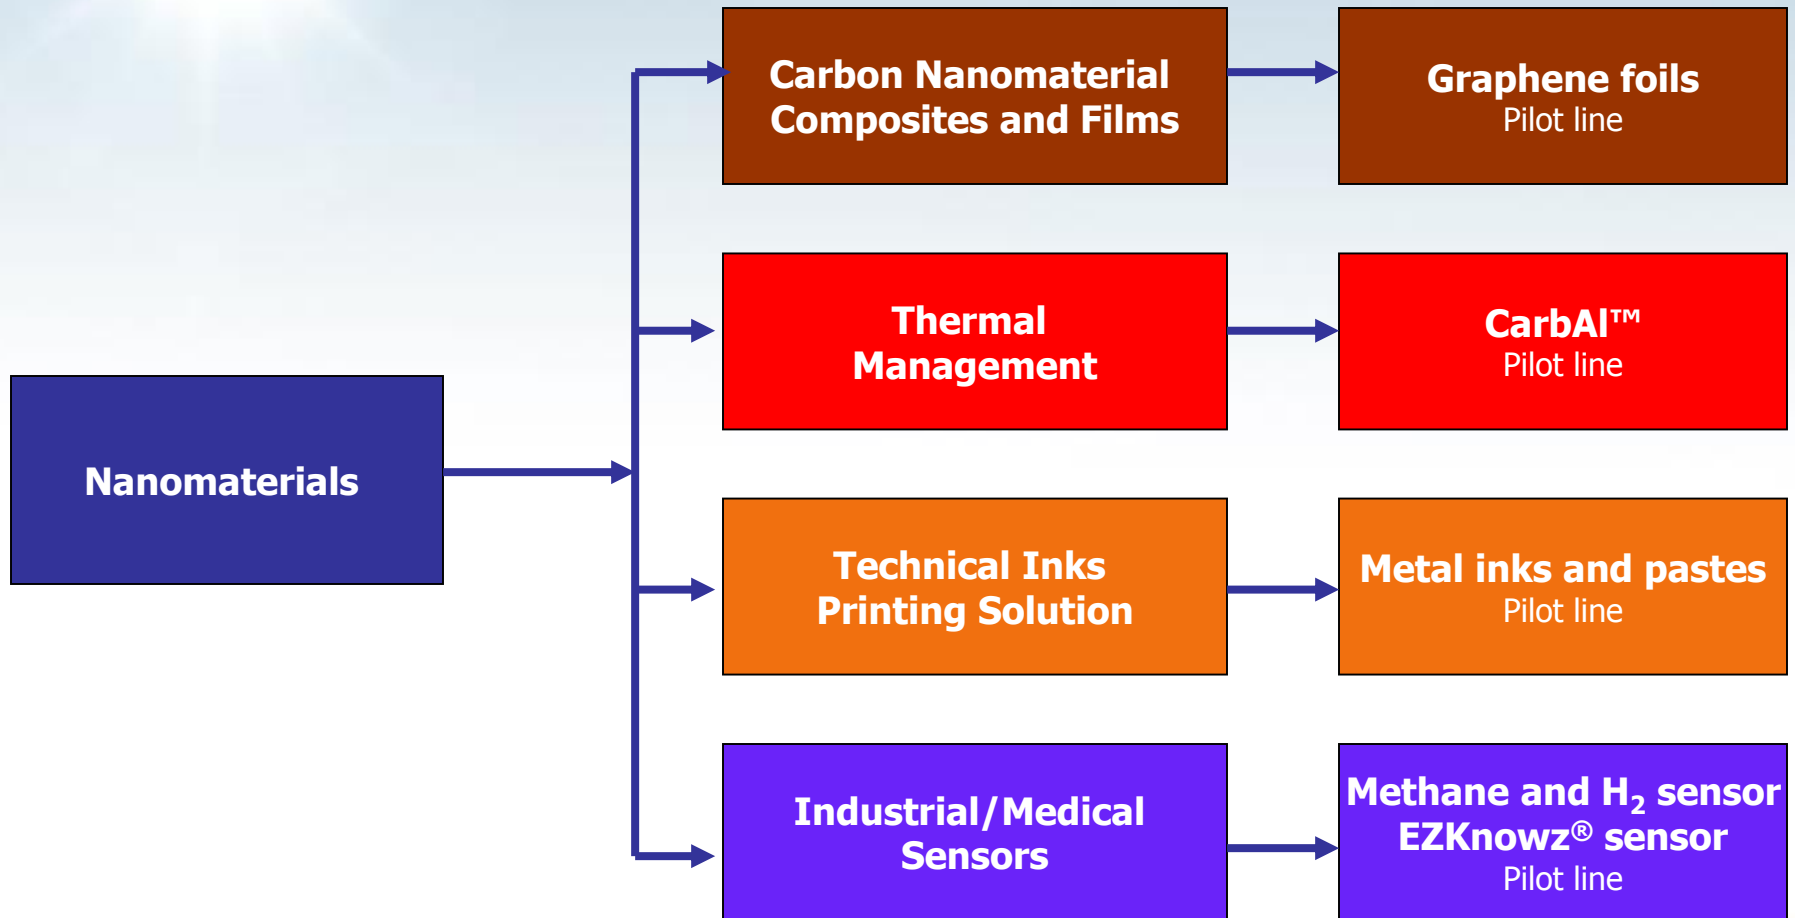 Carbon Nanomaterial
Composites and Films
Graphene foils
Pilot line
Thermal
Management
CarbAl™
Pilot line
Nanomaterials
Technical Inks
Printing Solution
Metal inks and pastes
Pilot line
Industrial/Medical
Sensors
Methane and H₂ sensor
EZKnowz® sensor
Pilot line